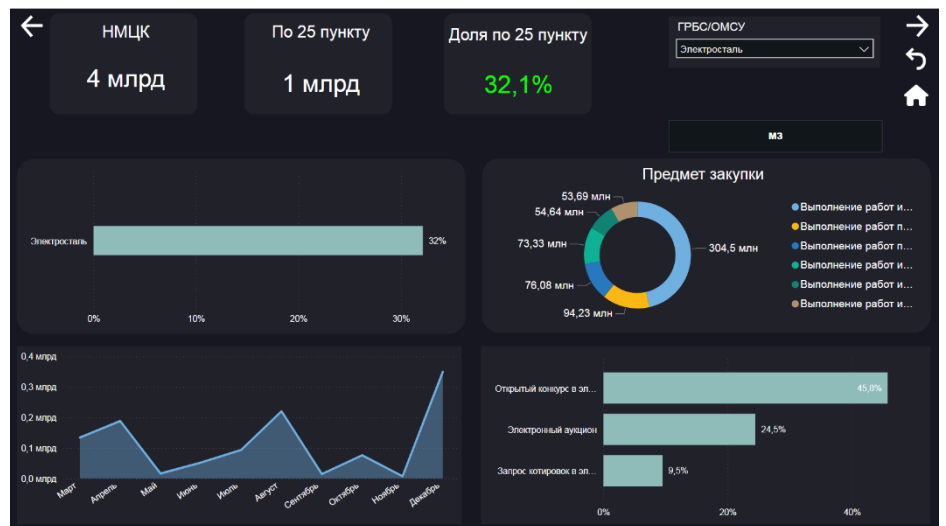 НМЦК
4 млрд
По 25 пункту
1 млрд
Доля по 25 пункту
32,1%
ГРБС/ОМСУ
Электросталь
МЗ
Электросталь
32%
0%
10%
20%
30%
Предмет закупки
53,69 млн
54,64 млн
73,33 млн
76,08 млн
94,23 млн
304,5 млн
Выполнение работ и...
Выполнение работ п...
Выполнение работ п...
Выполнение работ и...
Выполнение работ и...
Выполнение работ и...
0,4 млрд
0,3 млрд
0,2 млрд
0,1 млрд
0,0 млрд
Март
Апрель
Май
Июнь
Июль
Август
Сентябрь
Октябрь
Ноябрь
Декабрь
Открытый конкурс в эл...
45,8%
Электронный аукцион
24,5%
Запрос котировок в эл...
9,5%
0%
20%
40%